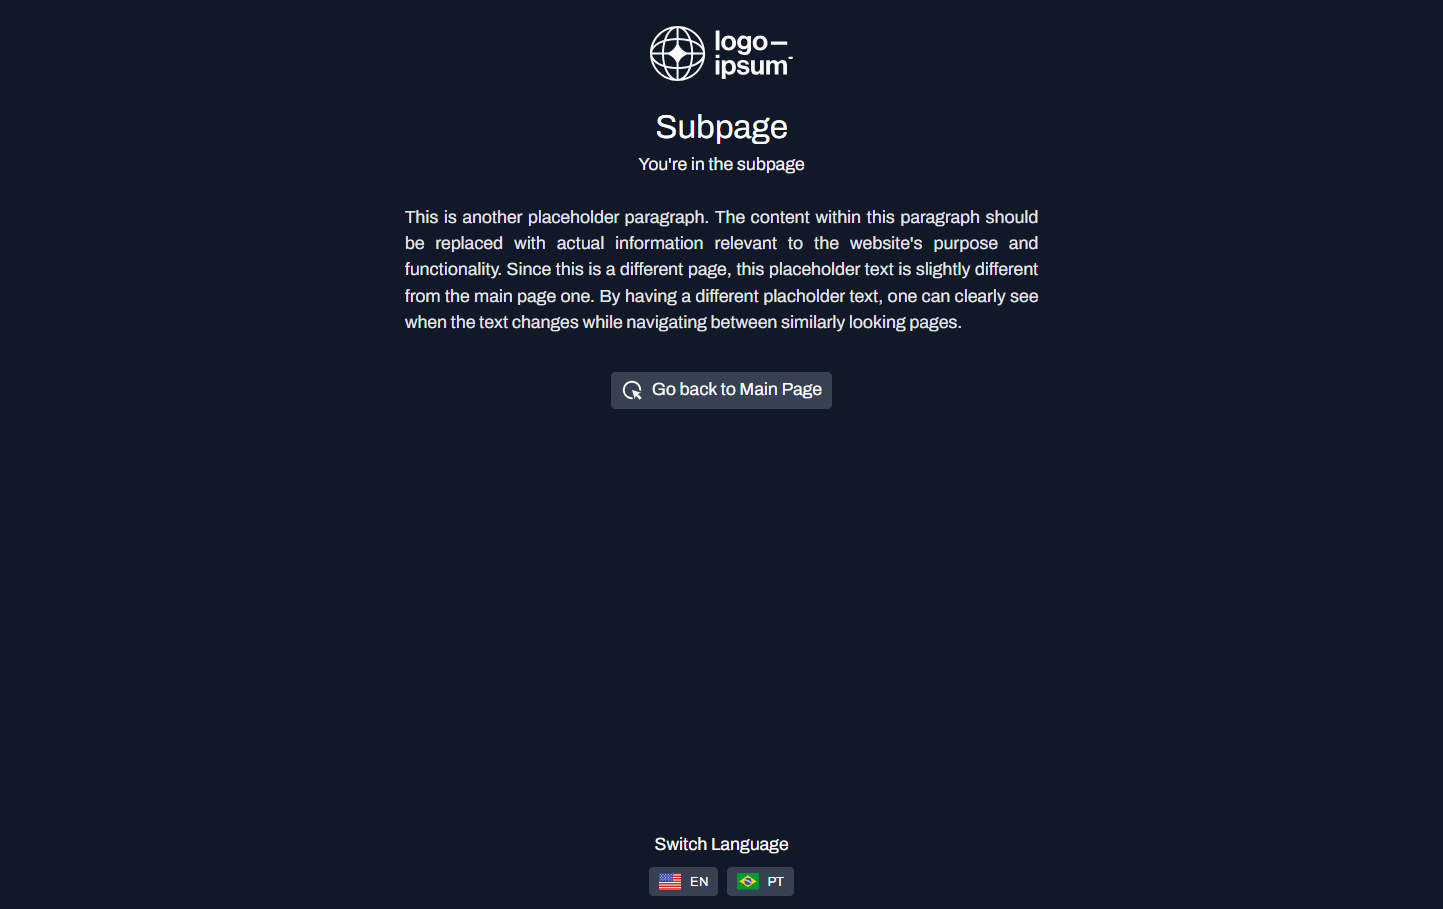 logo
ipsum
Subpage
You're in the subpage
This is another placeholder paragraph. The content within this paragraph should
be replaced with actual information relevant to the website's purpose and
functionality. Since this is a different page, this placeholder text is slightly different
from the main page one. By having a different placholder text, one can clearly see
when the text changes while navigating between similarly looking pages.
Go back to Main Page
Switch Language
EN PT